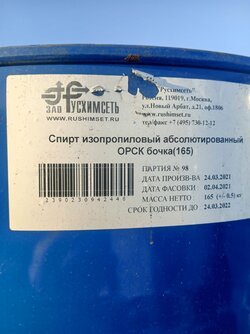 ЗАО РУСХИМСЕТЬ
WWW.RUSHIMSET.RU
"Русхимсеть"
Россия, 119019, г.Москва,
ул.Новый Арбат, д.21, оф.1806
тел/факс +7 (495) 730-12-12
Спирт изопропиловый абсолютированный
ОРСК бочка(165)
2390230942446
ПАРТИЯ № 98
ДАТА ПРОИЗВ-ВА 24.03.2021
ДАТА ФАСОВКИ 02.04.2021
МАССА НЕТТО 165 (+/- 0.5) кг
СРОК ГОДНОСТИ ДО 24.03.2022